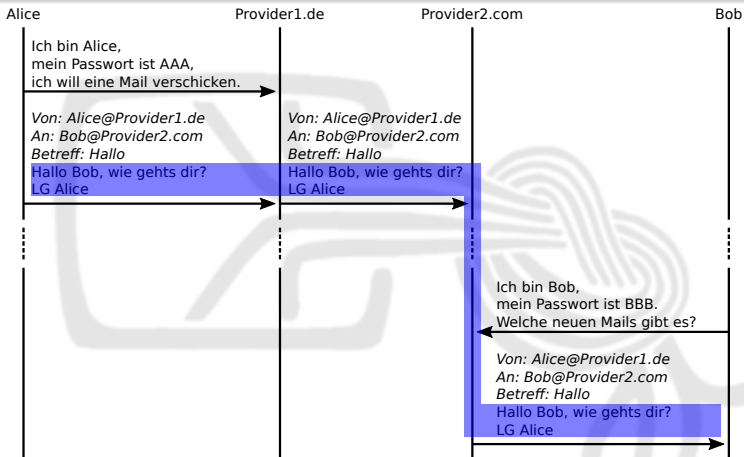 Alice
Provider1.de
Provider2.com
Bob
Ich bin Alice,
mein Passwort ist AAA,
ich will eine Mail verschicken.
Von: Alice@Provider1.de
An: Bob@Provider2.com
Betreff: Hallo
Hallo Bob, wie gehts dir?
LG Alice
Von: Alice@Provider1.de
An: Bob@Provider2.com
Betreff: Hallo
Hallo Bob, wie gehts dir?
LG Alice
Ich bin Bob,
mein Passwort ist BBB.
Welche neuen Mails gibt es?
Von: Alice@Provider1.de
An: Bob@Provider2.com
Betreff: Hallo
Hallo Bob, wie gehts dir?
LG Alice